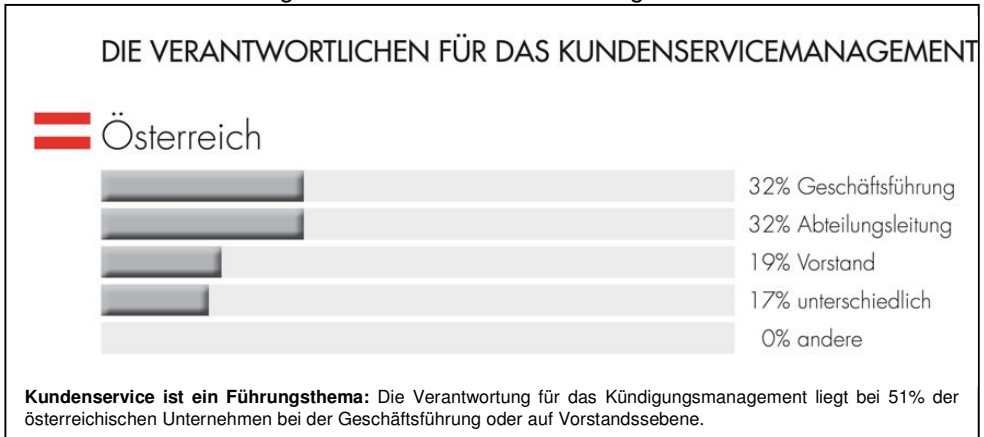 DIE VERANTWORTLICHEN FÜR DAS KUNDENSERVICEMANAGEMENT
Österreich
32% Geschäftsführung
32% Abteilungsleitung
19% Vorstand
17% unterschiedlich
0% andere
Kundenservice ist ein Führungsthema: Die Verantwortung für das Kündigungsmanagement liegt bei 51% der
österreichischen Unternehmen bei der Geschäftsführung oder auf Vorstandssebene.